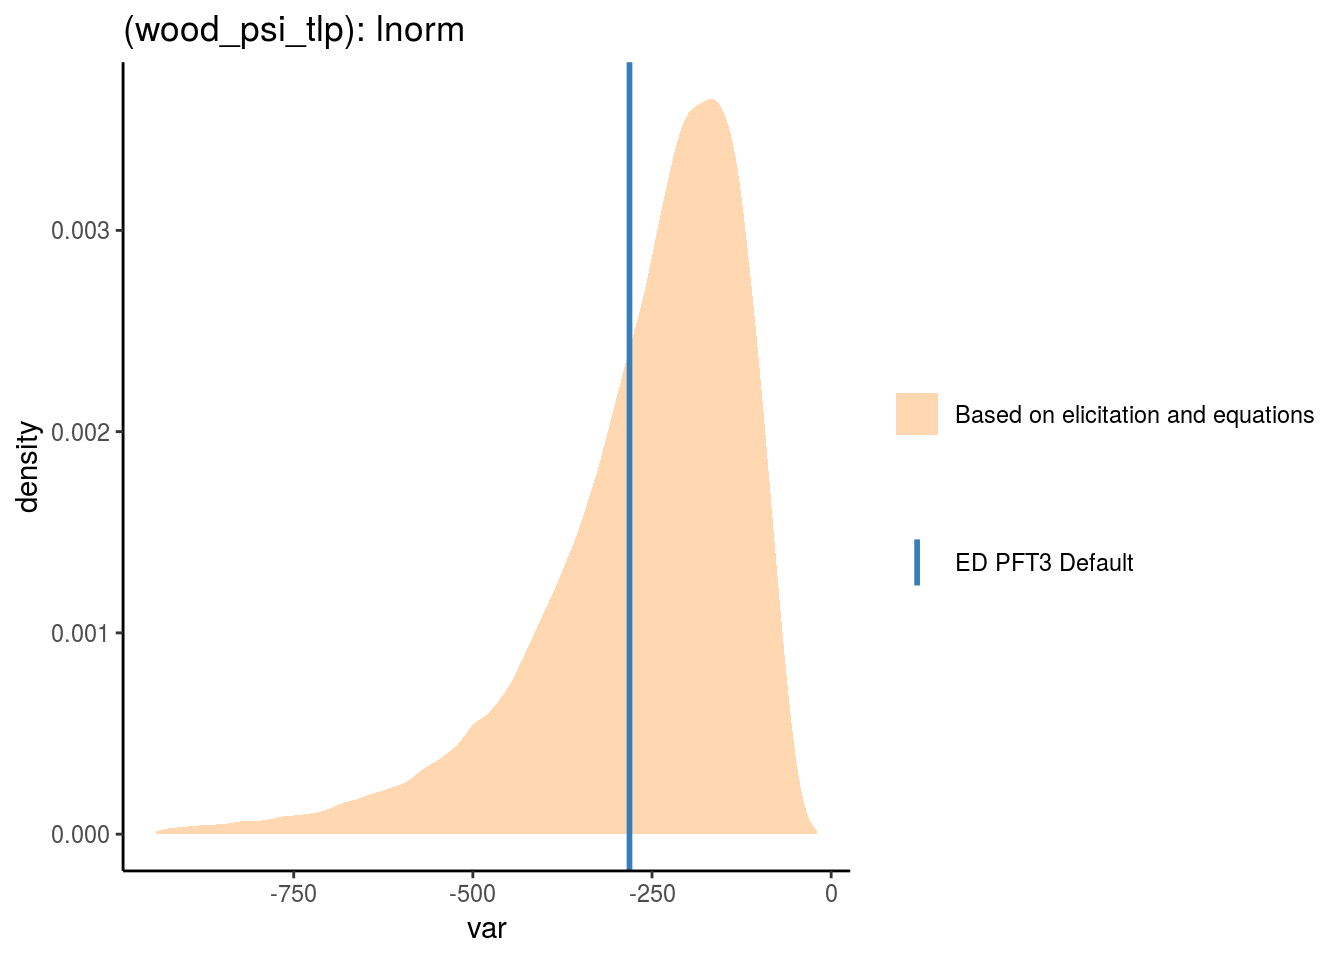 (wood_psi_tlp): lnorm
density
0.003
0.002
0.001
0.000
-750
-500
-250
0
var
Based on elicitation and equations
ED PFT3 Default